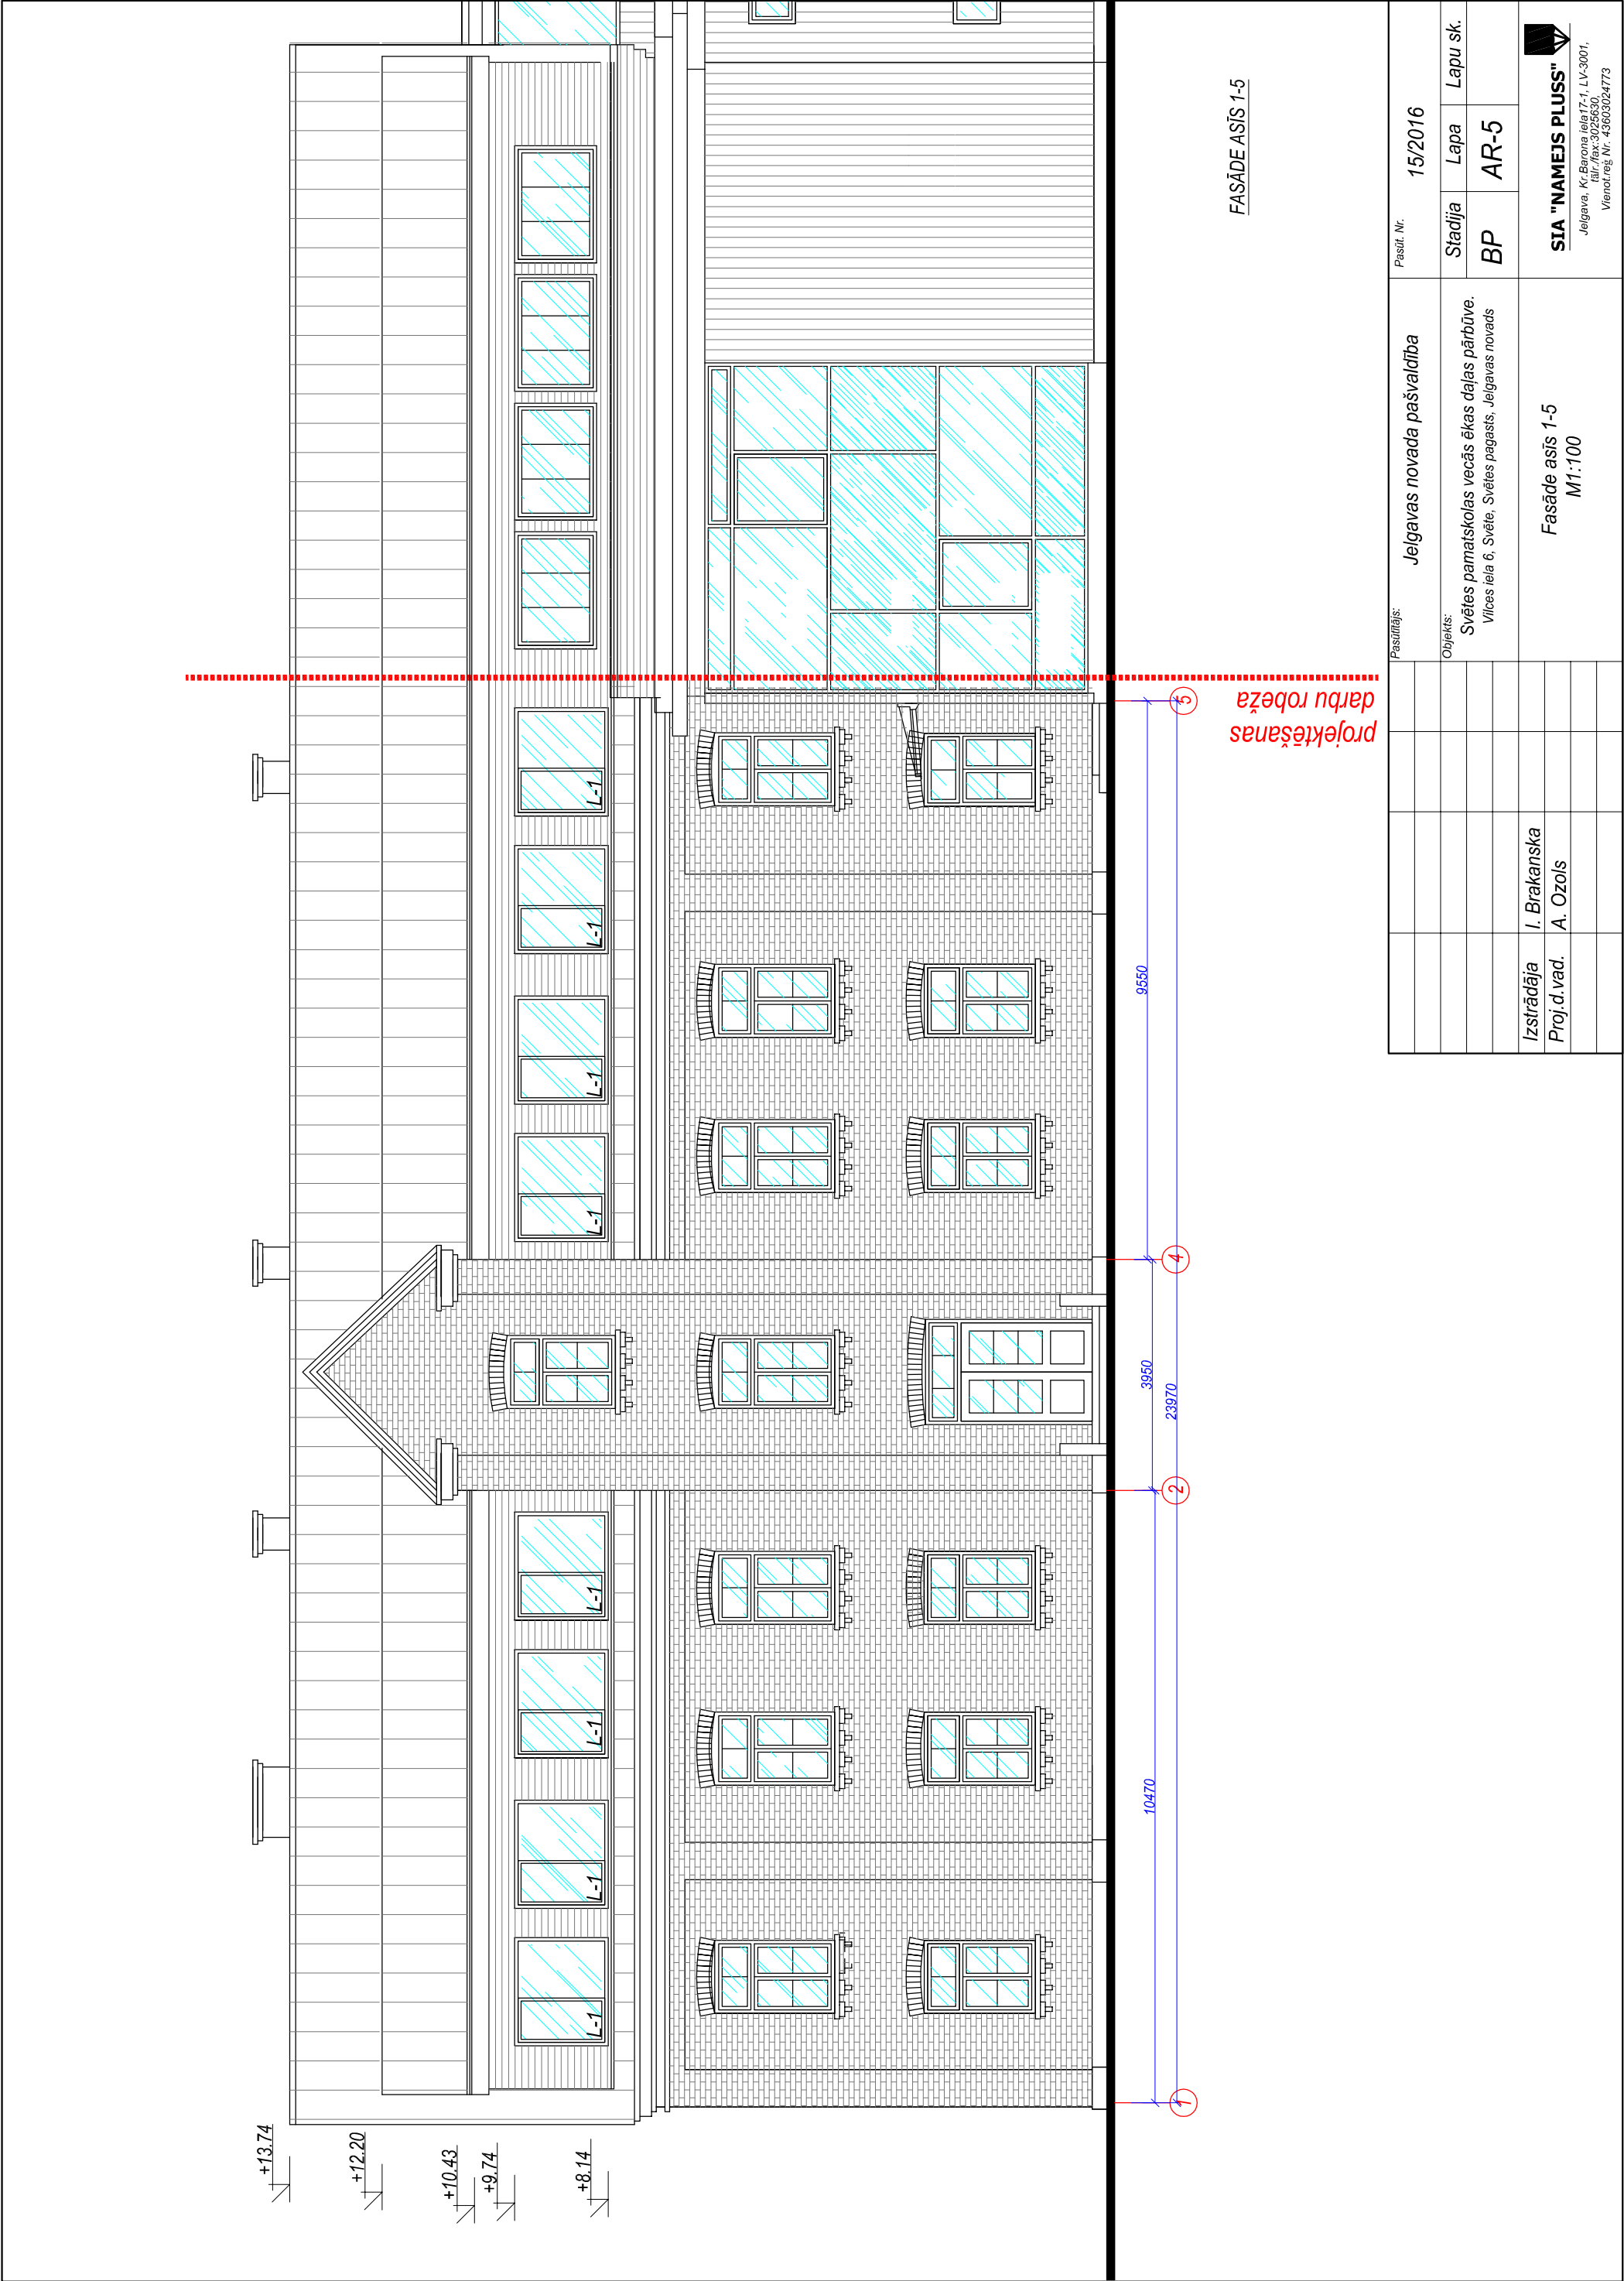 +13.74
+12.20
+10.43
+9.74
+8.14
L-1
L-1
L-1
L-1
L-1
L-1
L-1
L-1
10470
3950
9550
23970
1
2
4
5
projektēšanas
darbu robeža
FASĀDE ASĪS 1-5
Izstrādāja
I. Brakanska
Proj.d.vad.
A. Ozols
Pasūtītājs:
Jelgavas novada pašvaldība
Pasūt. Nr.
15/2016
Objekts:
Svētes pamatskolas vecās ēkas daļas pārbūve.
Vilces iela 6, Svēte, Svētes pagasts, Jelgavas novads
Stadija
Lapa
Lapu sk.
BP
AR-5
Fasāde asīs 1-5
M1:100
SIA "NAMEJS PLUSS"
Jelgava, Kr.Barona iela17-1, LV-3001,
tālr./fax:3025630,
Vienot.reģ Nr. 43603024773